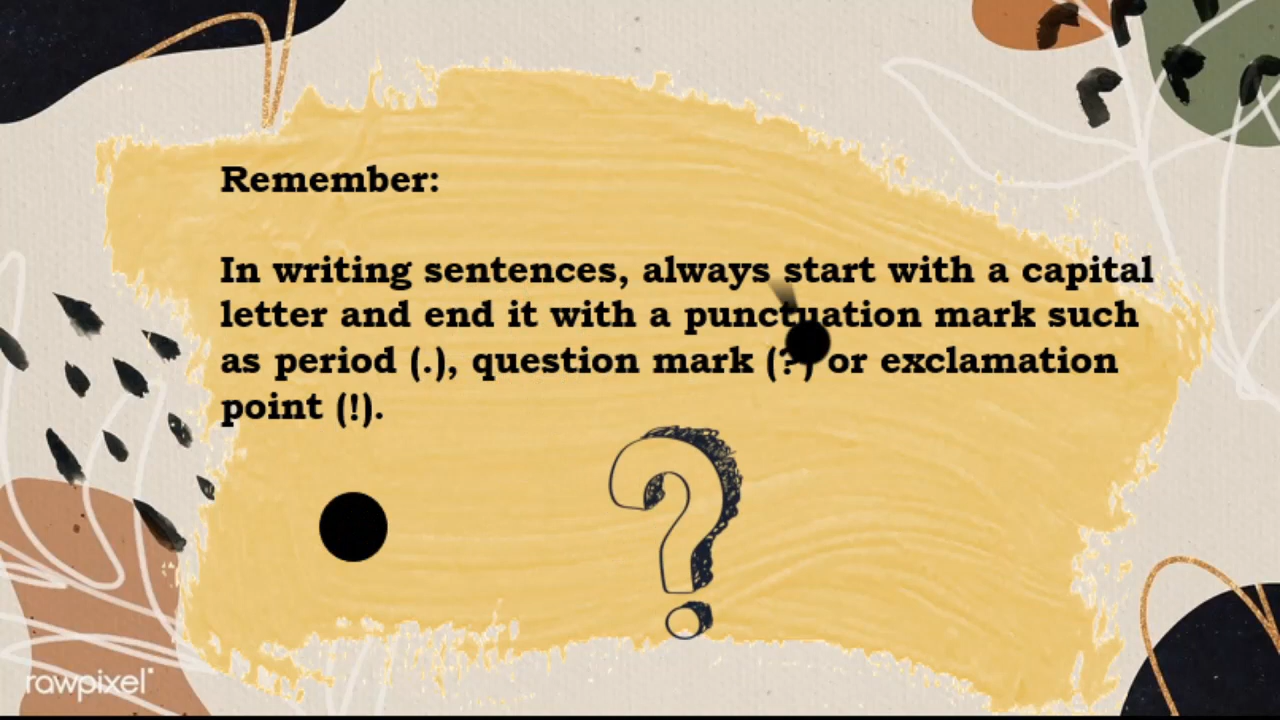 Remember:
In writing sentences, always start with a capital
letter and end it with a punctuation mark such
as period (.), question mark (?) or exclamation
point (!).
rawpixel